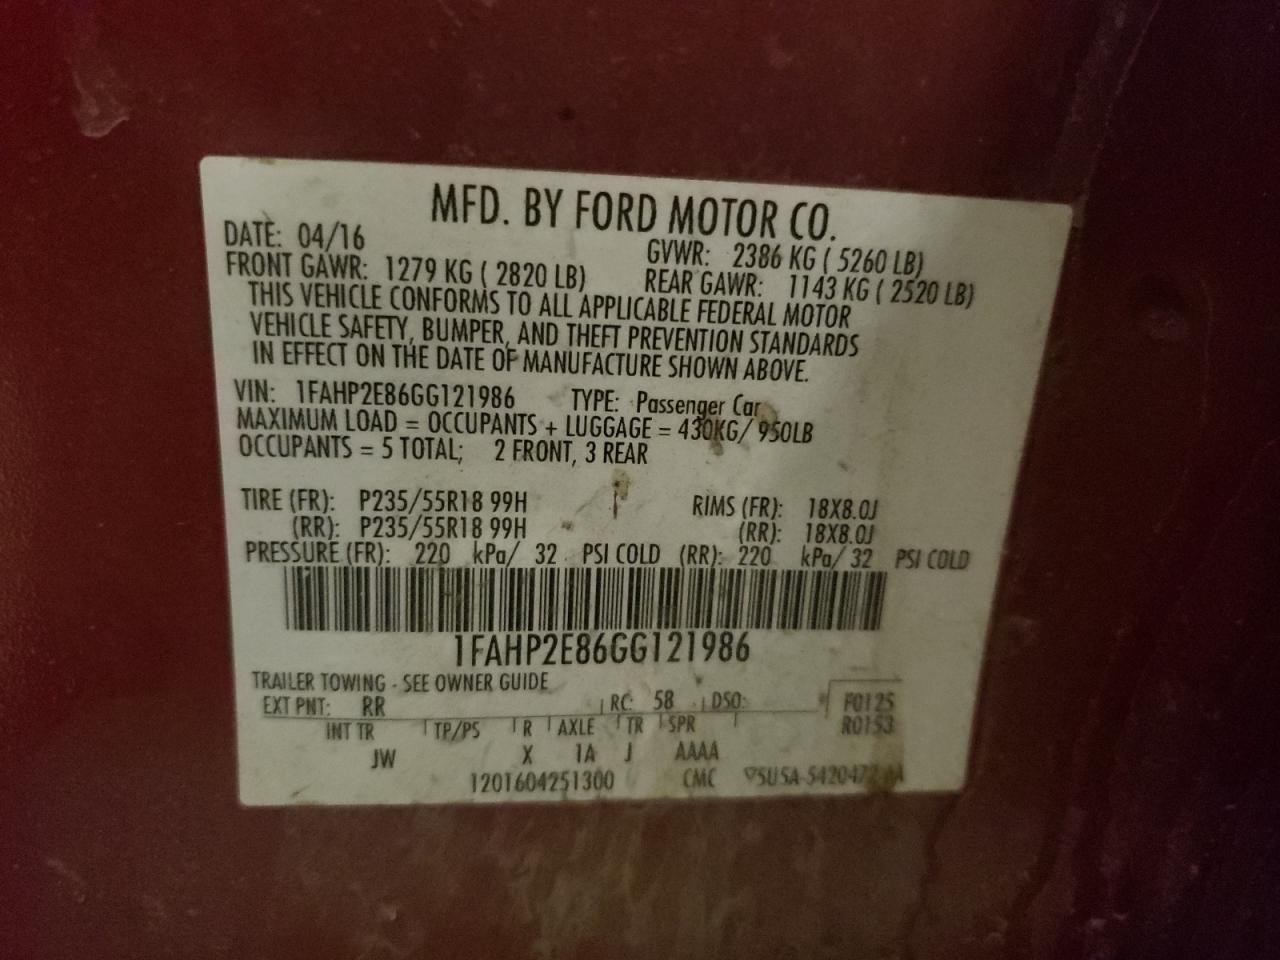 MFD. BY FORD MOTOR CO.
DATE: 04/16 GVWR: 2386 KG ( 5260 LB)
FRONT GAWR: 1279 KG ( 2820 LB) REAR GAWR: 1143 KG ( 2520 LB)
THIS VEHICLE CONFORMS TO ALL APPLICABLE FEDERAL MOTOR
VEHICLE SAFETY, BUMPER, AND THEFT PREVENTION STANDARDS
IN EFFECT ON THE DATE OF MANUFACTURE SHOWN ABOVE.
VIN: 1FAHP2E86GG121986 TYPE: Passenger Car
MAXIMUM LOAD = OCCUPANTS + LUGGAGE = 430KG/ 950LB
OCCUPANTS = 5 TOTAL; 2 FRONT, 3 REAR
TIRE (FR): P235/55R18 99H RIMS (FR): 18X8.0J
(RR): P235/55R18 99H (RR): 18X8.0J
PRESSURE (FR): 220 kPa/ 32 PSI COLD (RR): 220 kPa/ 32 PSI COLD
1FAHP2E86GG121986
TRAILER TOWING - SEE OWNER GUIDE
EXT PNT: RR RC: 58 DSO: F0125
INT TR TP/PS R AXLE TR SPR R0153
JW X 1A J AAAA
1201604251300 CMC